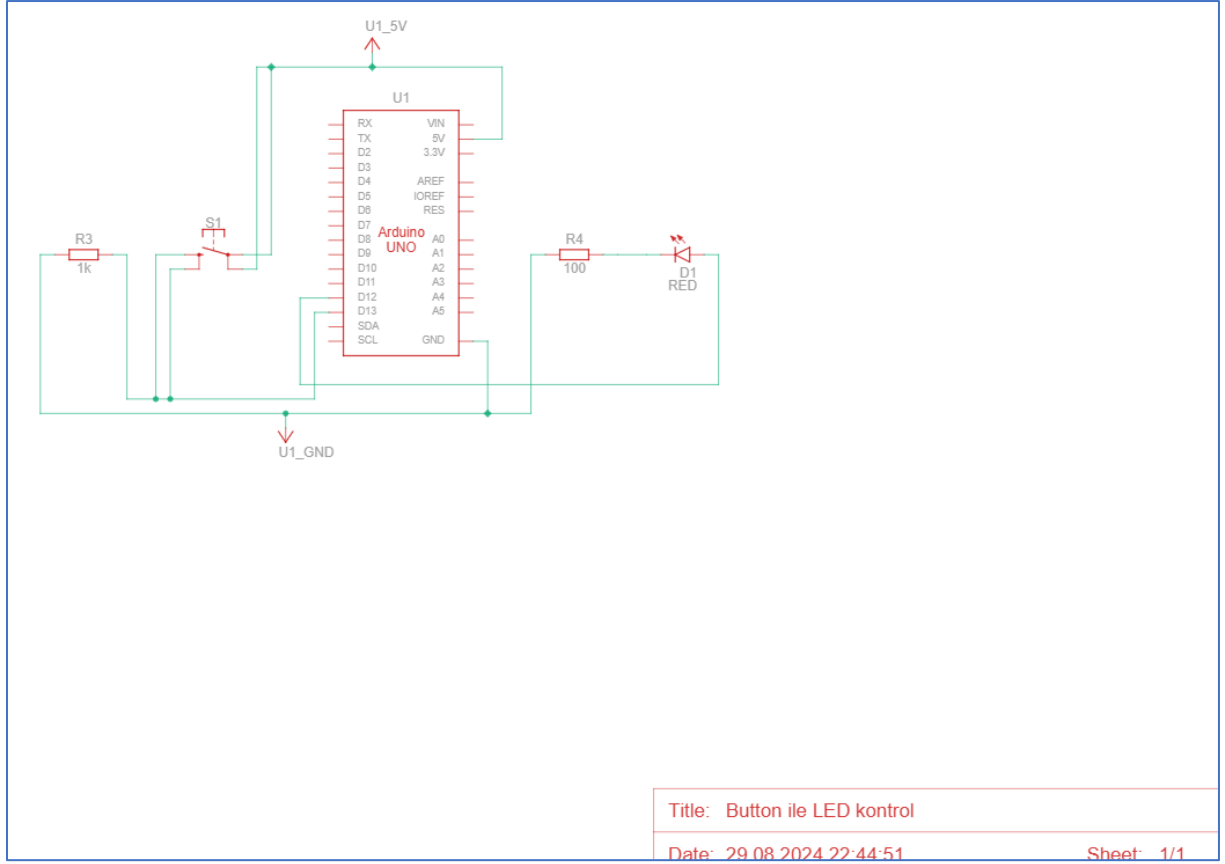 U1_5V
U1
RX VIN
TX 5V
D2 3.3V
D3
D4 AREF
D5 IOREF
D6 RES
D7
Arduino
UNO
D8 A0
D9 A1
D10 A2
D11 A3
D12 A4
D13 A5
SDA
SCL GND
S1
R3
1k
R4
100
D1
RED
U1_GND
Title: Button ile LED kontrol
Date: 29.08.2024 22:44:51 Sheet: 1/1